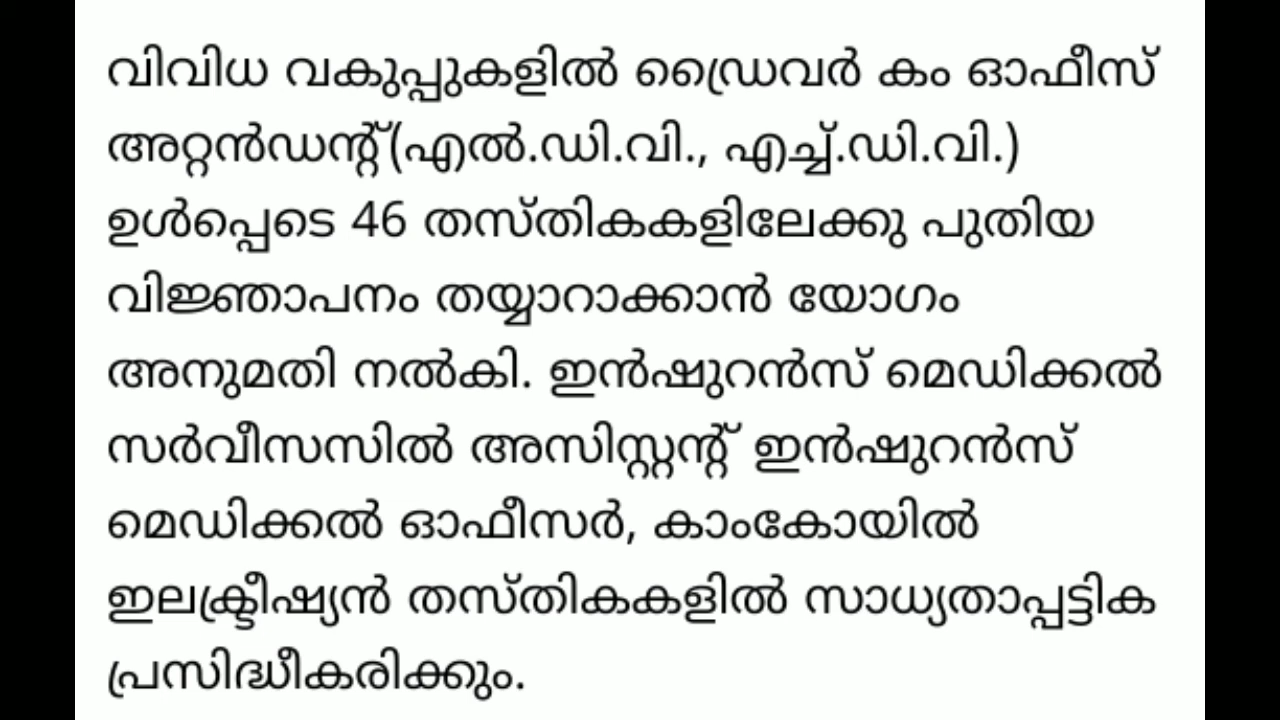 വിവിധ വകുപ്പുകളിൽ ഡ്രൈവർ കം ഓഫീസ്
അറ്റൻഡന്റ്(എൽ.ഡി.വി., എച്ച്.ഡി.വി.)
ഉൾപ്പെടെ 46 തസ്തികകളിലേക്കു പുതിയ
വിജ്ഞാപനം തയ്യാറാക്കാൻ യോഗം
അനുമതി നൽകി. ഇൻഷുറൻസ് മെഡിക്കൽ
സർവീസസിൽ അസിസ്റ്റന്റ് ഇൻഷുറൻസ്
മെഡിക്കൽ ഓഫീസർ, കാംകോയിൽ
ഇലക്ട്രീഷ്യൻ തസ്തികകളിൽ സാധ്യതാപ്പട്ടിക
പ്രസിദ്ധീകരിക്കും.